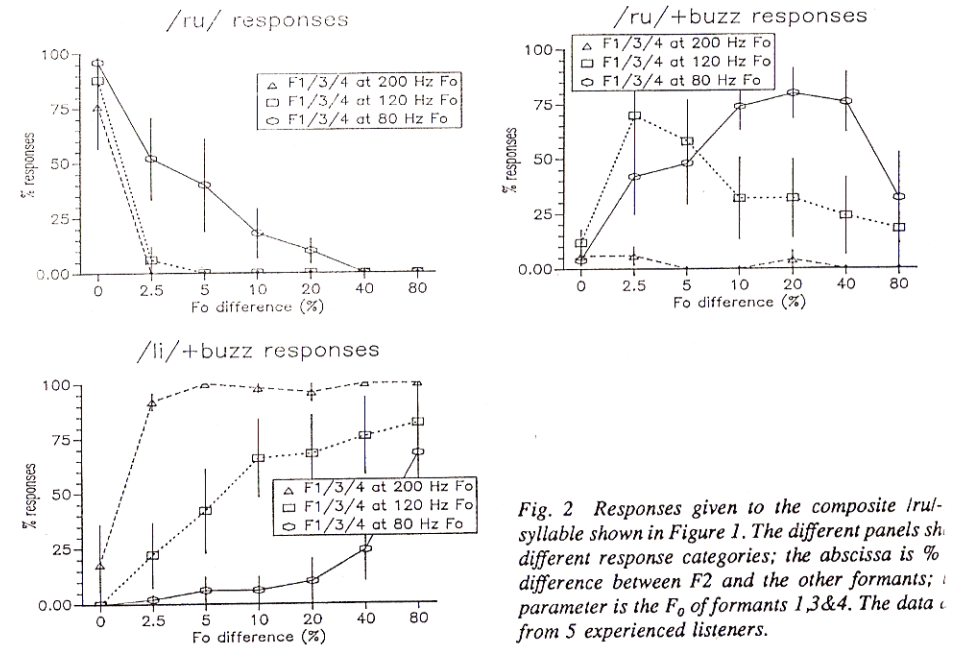 /ru/ responses
100
75
50
25
0.00
% responses
△ F1/3/4 at 200 Hz Fo
□ F1/3/4 at 120 Hz Fo
○ F1/3/4 at 80 Hz Fo
0 2.5 5 10 20 40 80
Fo difference (%)
/ru/+buzz responses
100
75
50
25
0.00
% responses
△ F1/3/4 at 200 Hz Fo
□ F1/3/4 at 120 Hz Fo
○ F1/3/4 at 80 Hz Fo
0 2.5 5 10 20 40 80
Fo difference (%)
/li/+buzz responses
100
75
50
25
0.00
% responses
△ F1/3/4 at 200 Hz Fo
□ F1/3/4 at 120 Hz Fo
○ F1/3/4 at 80 Hz Fo
0 2.5 5 10 20 40 80
Fo difference (%)
Fig. 2 Responses given to the composite /ru/-
syllable shown in Figure 1. The different panels
different response categories; the abscissa is %
difference between F2 and the other formants;
parameter is the F₀ of formants 1,3&4. The data
from 5 experienced listeners.